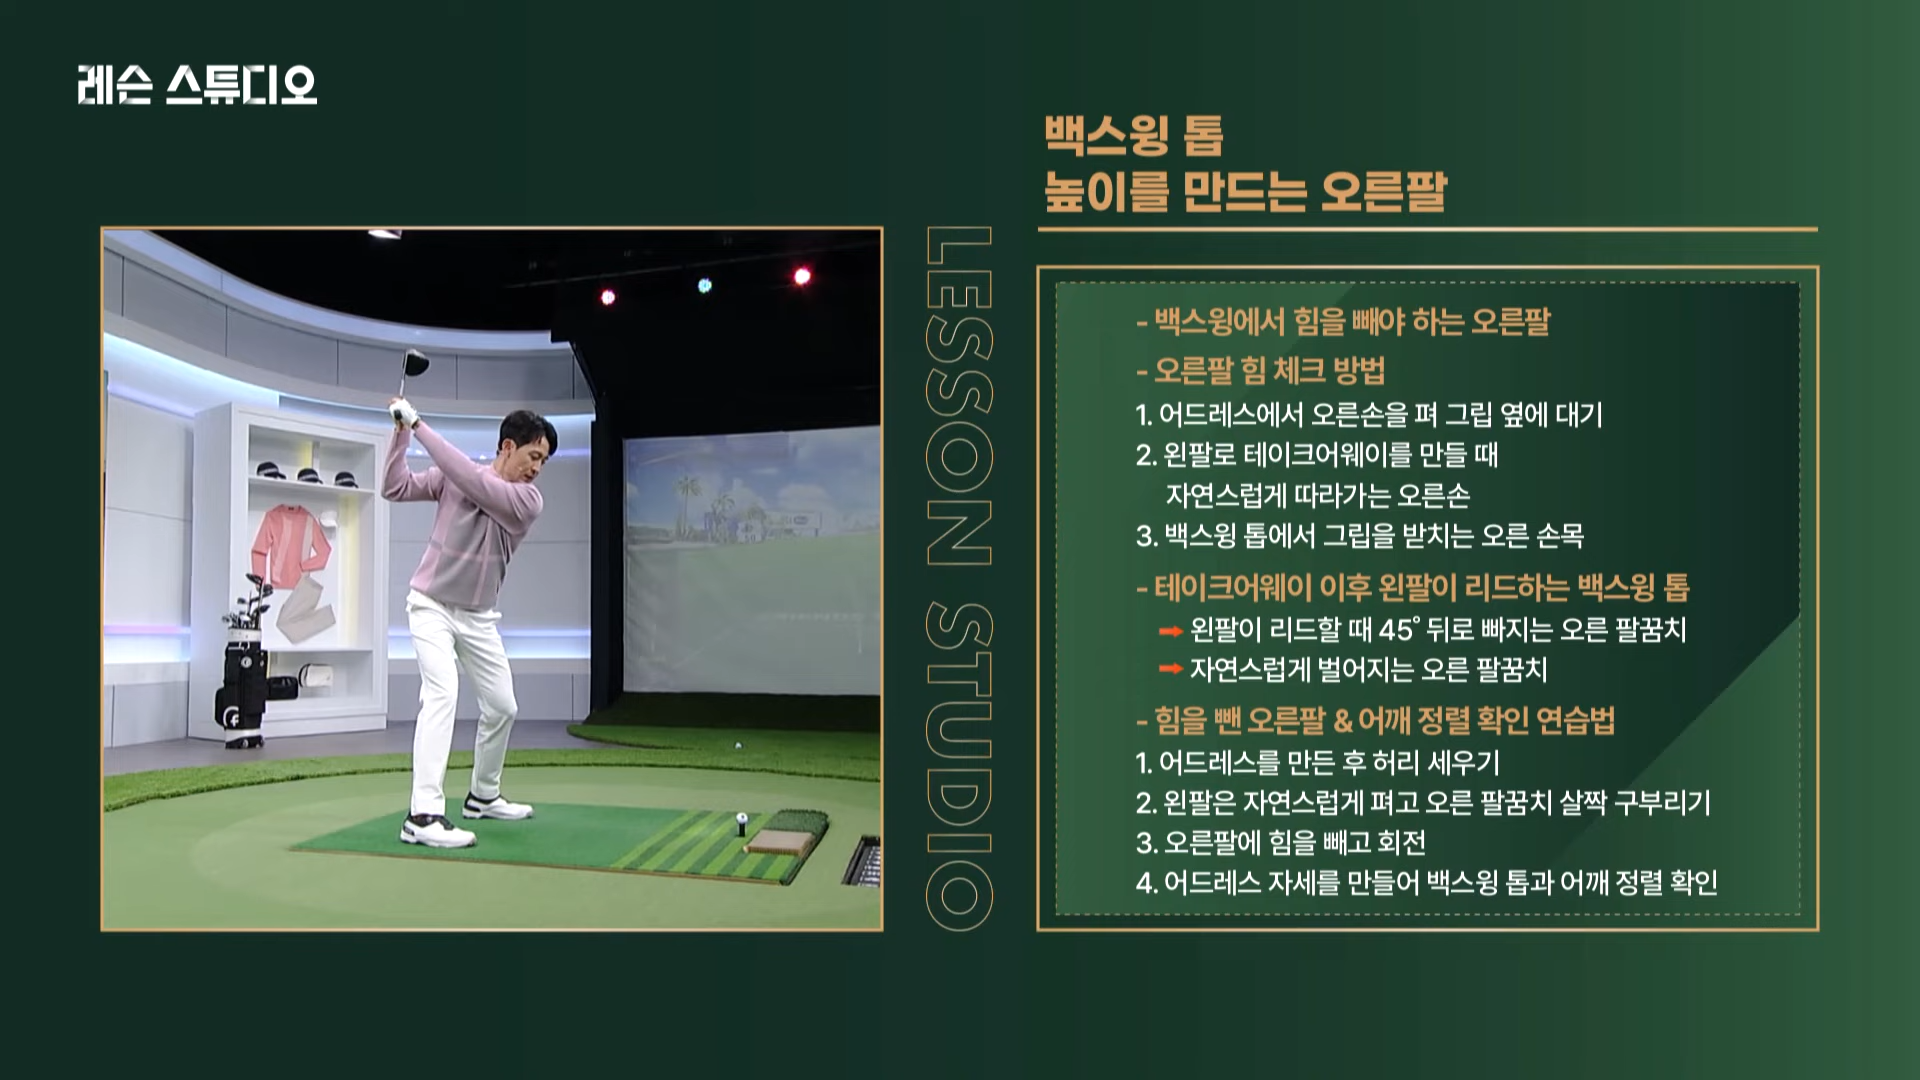 레슨 스튜디오
백스윙 톱
높이를 만드는 오른팔
LESSON STUDIO
- 백스윙에서 힘을 빼야 하는 오른팔
- 오른팔 힘 체크 방법
1. 어드레스에서 오른손을 펴 그립 옆에 대기
2. 왼팔로 테이크어웨이를 만들 때
자연스럽게 따라가는 오른손
3. 백스윙 톱에서 그립을 받치는 오른 손목
- 테이크어웨이 이후 왼팔이 리드하는 백스윙 톱
➡ 왼팔이 리드할 때 45° 뒤로 빠지는 오른 팔꿈치
➡ 자연스럽게 벌어지는 오른 팔꿈치
- 힘을 뺀 오른팔 & 어깨 정렬 확인 연습법
1. 어드레스를 만든 후 허리 세우기
2. 왼팔은 자연스럽게 펴고 오른 팔꿈치 살짝 구부리기
3. 오른팔에 힘을 빼고 회전
4. 어드레스 자세를 만들어 백스윙 톱과 어깨 정렬 확인